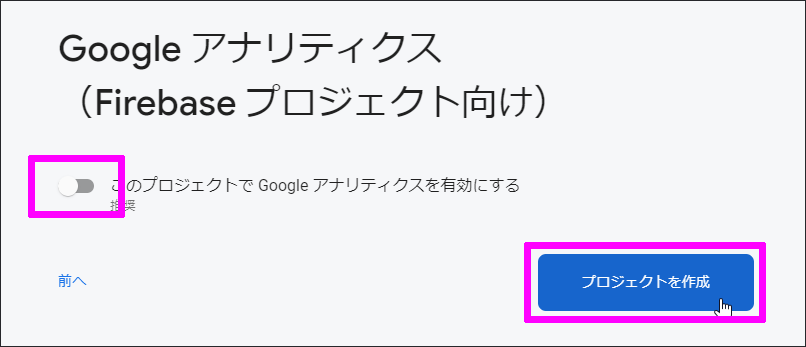 Google アナリティクス
（Firebase プロジェクト向け）
このプロジェクトで Google アナリティクスを有効にする
推奨
前へ
プロジェクトを作成